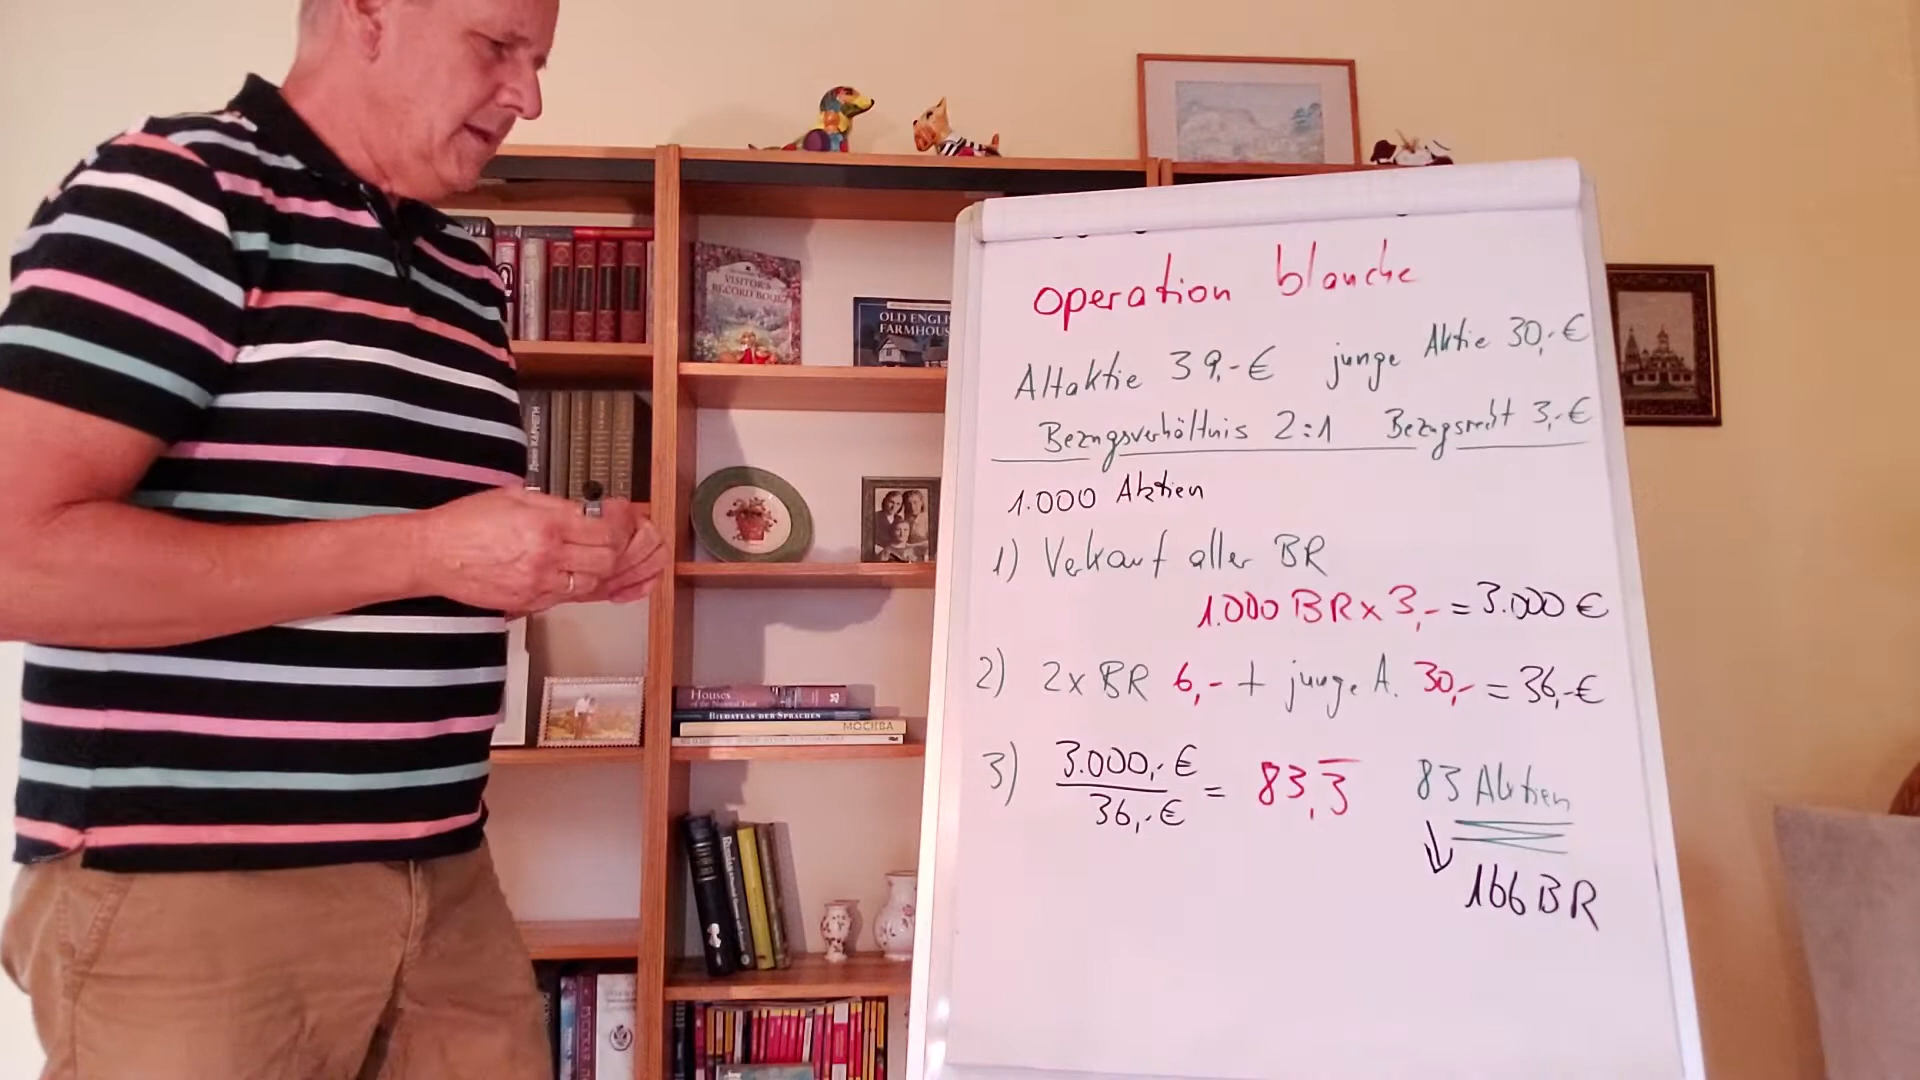 operation blanche
Altaktie 39,-€ junge Aktie 30,-€
Bezugsverhältnis 2:1 Bezugsrecht 3,-€
1.000 Aktien
1) Verkauf aller BR
1.000 BR x 3,- = 3.000 €
2) 2x BR 6,- + junge A. 30,- = 36,-€
3) 3.000,-€ / 36,-€ = 83,3̅ 83 Aktien
166 BR
VISITOR'S
RECORD BOOK
OLD ENGLI
FARMHOUS
Houses
BILDATLAS DER SPRACHEN
МОСКВА